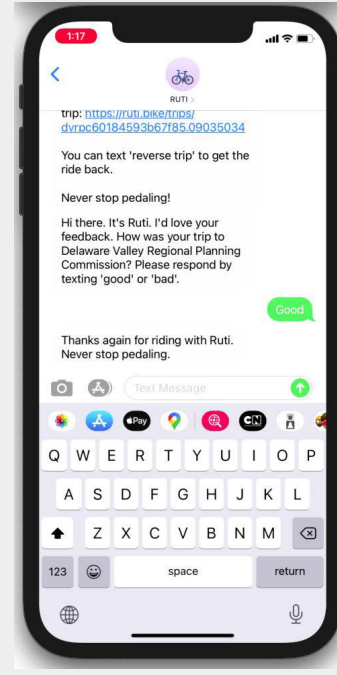 1:17
RUTI >
trip: https://ruti.bike/trips/
dvrpc60184593b67f85.09035034
You can text 'reverse trip' to get the
ride back.
Never stop pedaling!
Hi there. It's Ruti. I'd love your
feedback. How was your trip to
Delaware Valley Regional Planning
Commission? Please respond by
texting 'good' or 'bad'.
Good
Thanks again for riding with Ruti.
Never stop pedaling.
Text Message
Pay
CN
Q W E R T Y U I O P
A S D F G H J K L
Z X C V B N M
123 space return